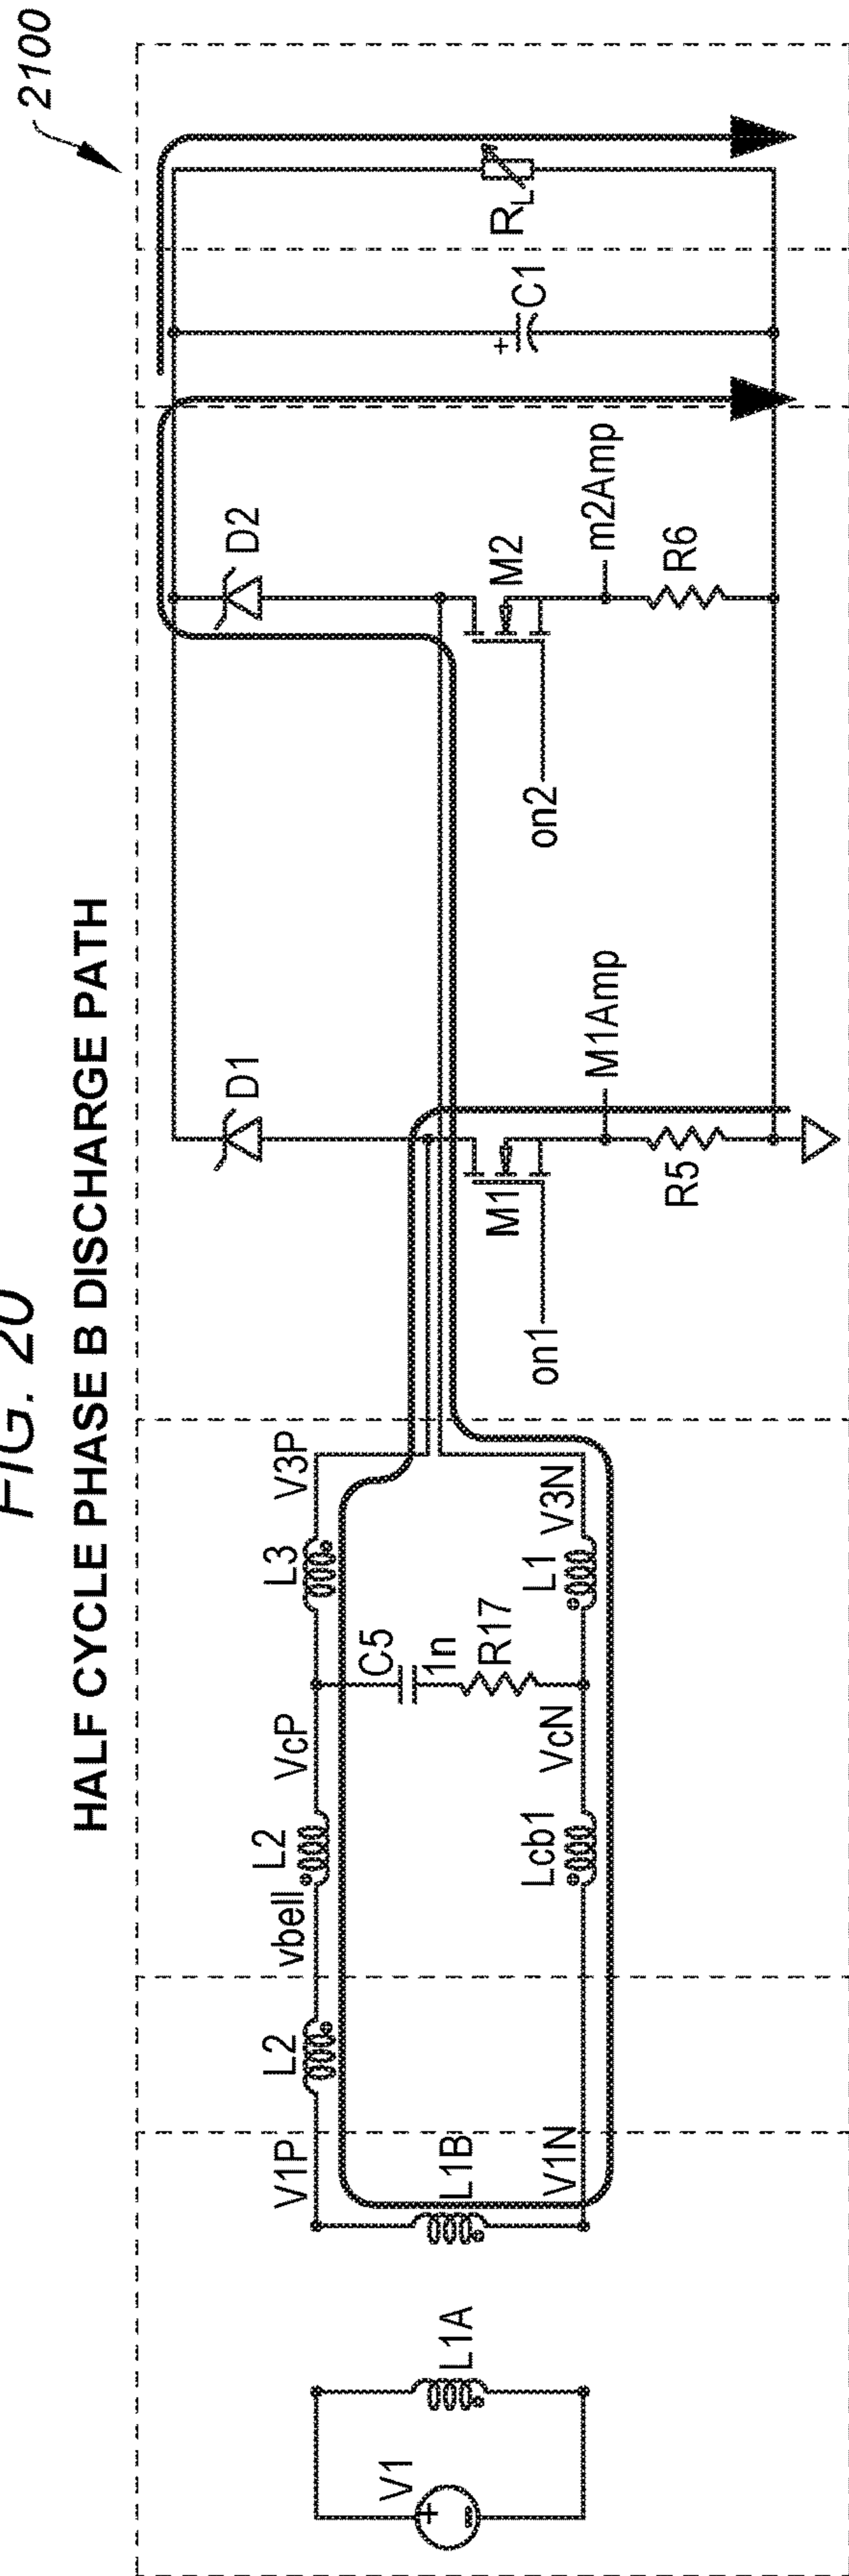 FIG. 20
HALF CYCLE PHASE B DISCHARGE PATH
2100
V1
+
L1A
V1P
L1B
V1N
L2
vbell
L2
VcP
L3
V3P
C5
1n
R17
Lcb1
VcN
L1
V3N
D1
M1
on1
M1Amp
R5
D2
M2
on2
m2Amp
R6
+
C1
RL